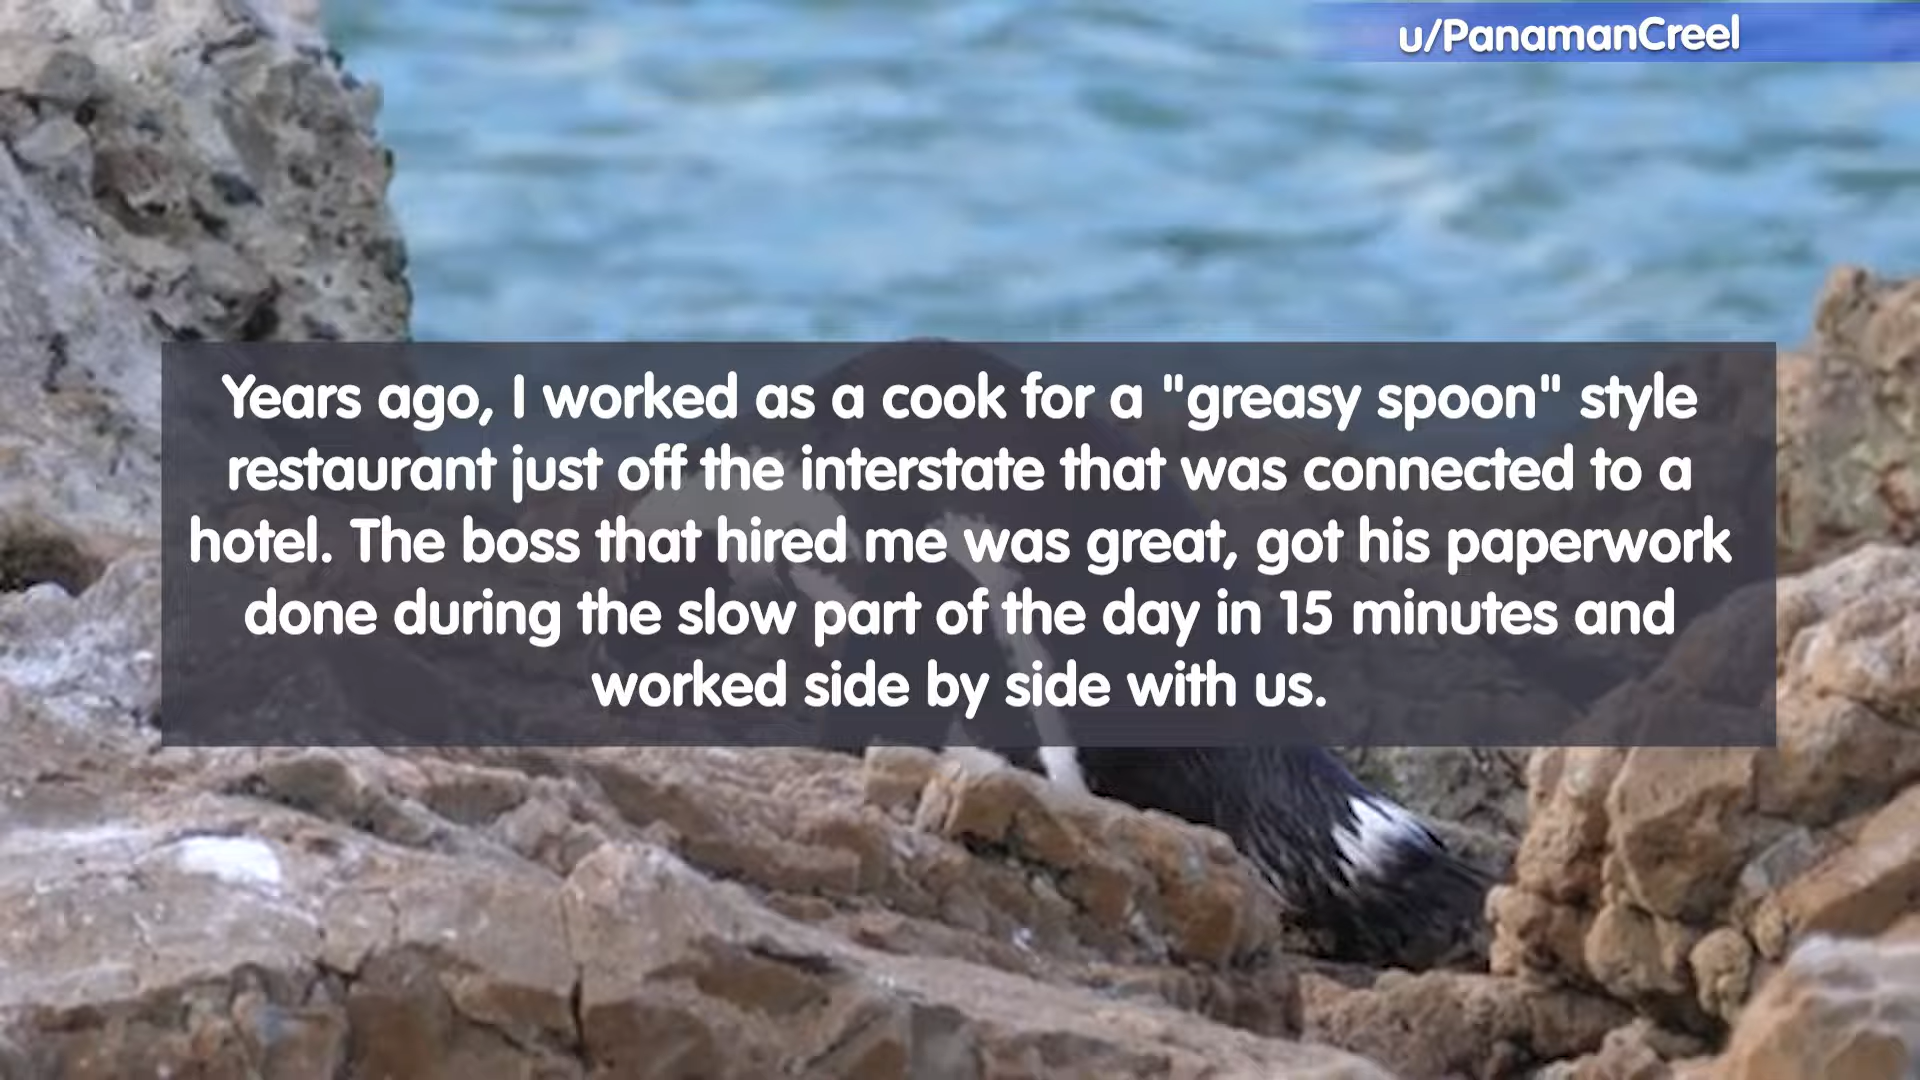 u/PanamanCreel
Years ago, I worked as a cook for a "greasy spoon" style
restaurant just off the interstate that was connected to a
hotel. The boss that hired me was great, got his paperwork
done during the slow part of the day in 15 minutes and
worked side by side with us.